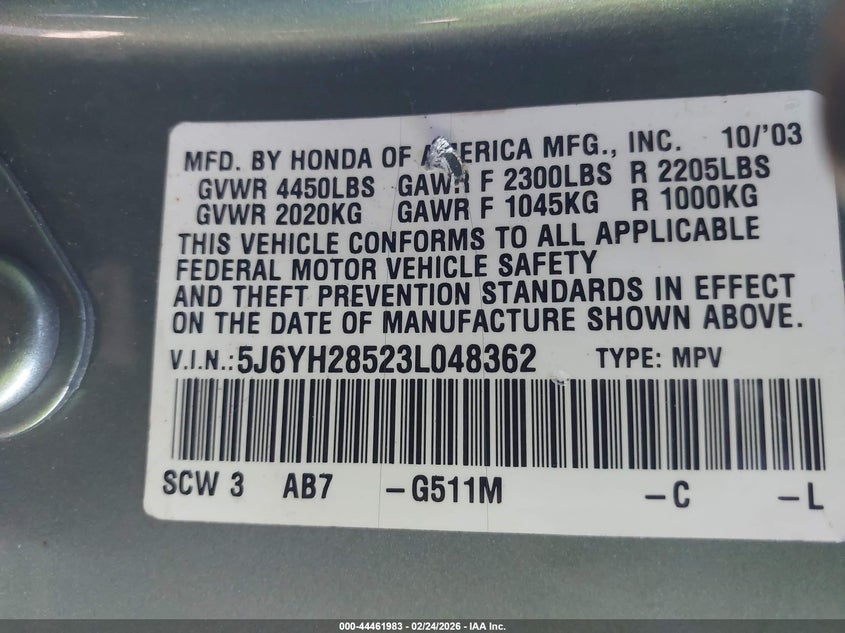 MFD. BY HONDA OF AMERICA MFG., INC. 10/'03
GVWR 4450LBS GAWR F 2300LBS R 2205LBS
GVWR 2020KG GAWR F 1045KG R 1000KG
THIS VEHICLE CONFORMS TO ALL APPLICABLE
FEDERAL MOTOR VEHICLE SAFETY
AND THEFT PREVENTION STANDARDS IN EFFECT
ON THE DATE OF MANUFACTURE SHOWN ABOVE.
V.I.N.: 5J6YH28523L048362 TYPE: MPV
SCW 3 AB7 -G511M -C -L
000-44461983 - 02/24/2026 - IAA Inc.